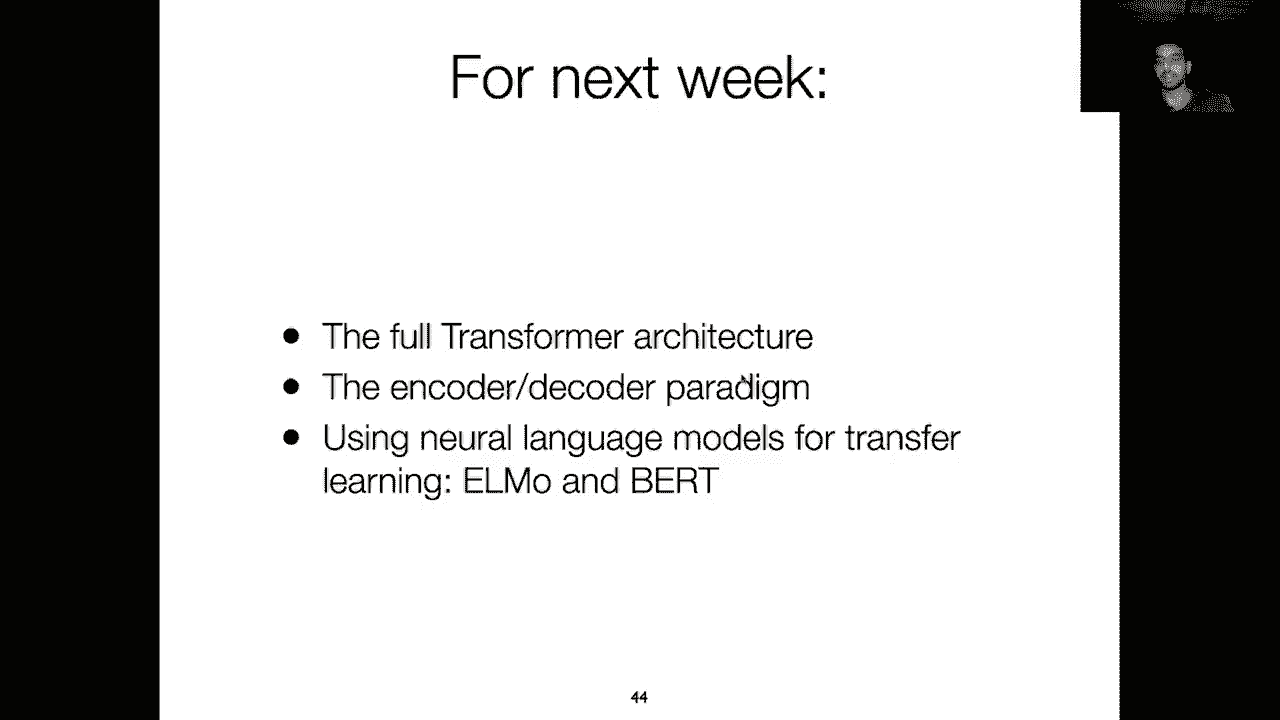 For next week:
● The full Transformer architecture
● The encoder/decoder paradigm
● Using neural language models for transfer
learning: ELMo and BERT
44